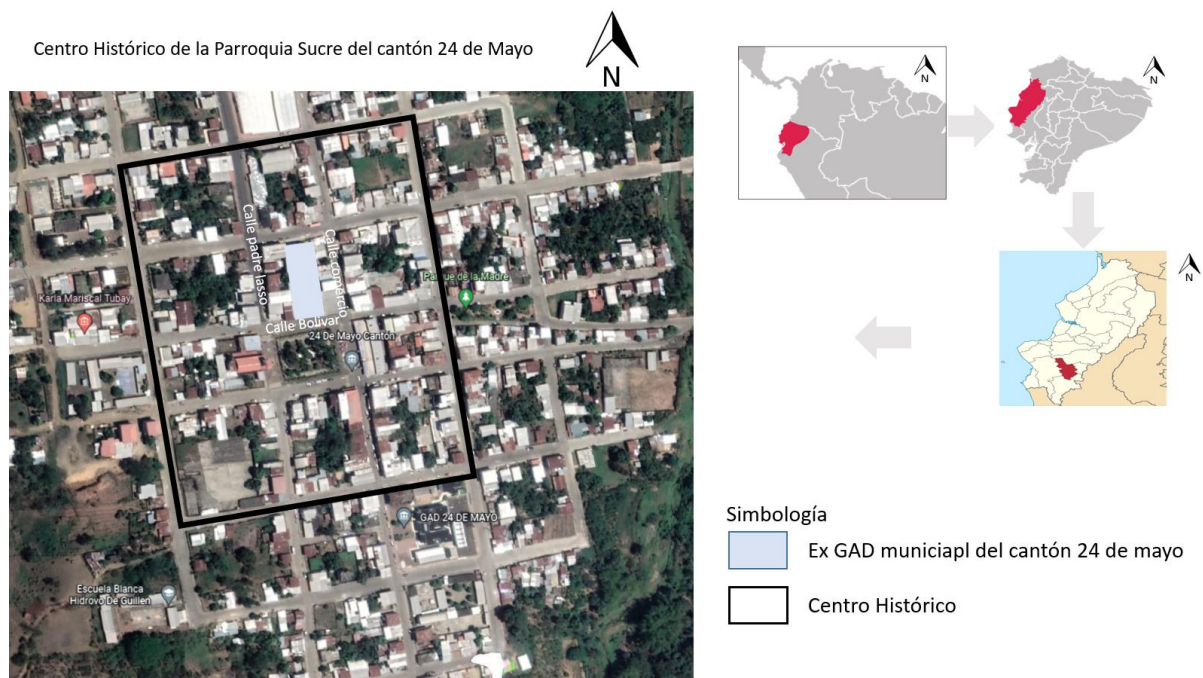 Centro Histórico de la Parroquia Sucre del cantón 24 de Mayo
N
N
N
N
Calle padre lasso
Calle comercio
Parque de la Madre
Karla Mariscal Tubay
Calle Bolívar
24 De Mayo Cantón
GAD 24 DE MAYO
Escuela Blanca
Hidrovo De Guillen
Simbología
Ex GAD municiapl del cantón 24 de mayo
Centro Histórico